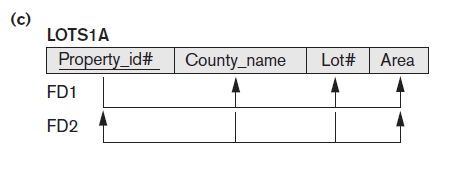 (c)
LOTS1A
Property_id# County_name Lot# Area
FD1
FD2